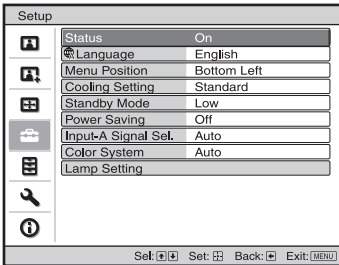 Setup
Status On
Language English
Menu Position Bottom Left
Cooling Setting Standard
Standby Mode Low
Power Saving Off
Input-A Signal Sel. Auto
Color System Auto
Lamp Setting
Sel: Set: Back: Exit: MENU